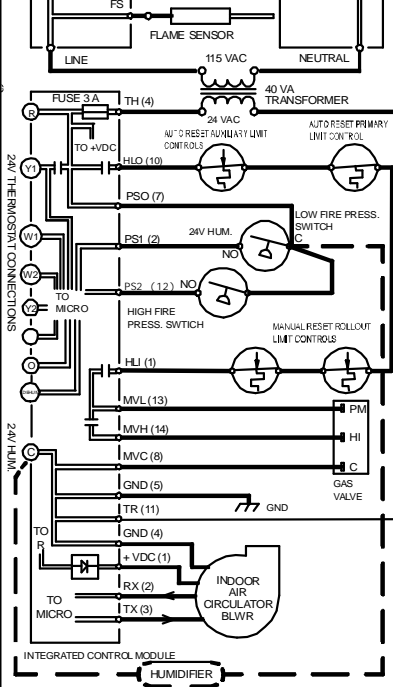 FS
FLAME SENSOR
LINE
115 VAC
NEUTRAL
FUSE 3 A
TH (4)
40 VA
TRANSFORMER
R
24 VAC
AUTO RESET AUXILIARY LIMIT
CONTROLS
AUTO RESET PRIMARY
LIMIT CONTROL
TO +VDC
HLO (10)
Y1
PSO (7)
24V THERMOSTAT CONNECTIONS
LOW FIRE PRESS.
SWITCH
C
W1
PS1 (2)
24V HUM.
NO
W2
PS2 (12)
NO
TO
MICRO
Y2
HIGH FIRE
PRESS. SWTICH
MANUAL RESET ROLLOUT
LIMIT CONTROLS
HLI (1)
O
MVL (13)
PM
MVH (14)
HI
24V HUM.
C
MVC (8)
C
GAS
VALVE
GND (5)
GND
TR (11)
TO
R
GND (4)
+ VDC (1)
INDOOR
AIR
CIRCULATOR
BLWR
RX (2)
TO
MICRO
TX (3)
INTEGRATED CONTROL MODULE
HUMIDIFIER